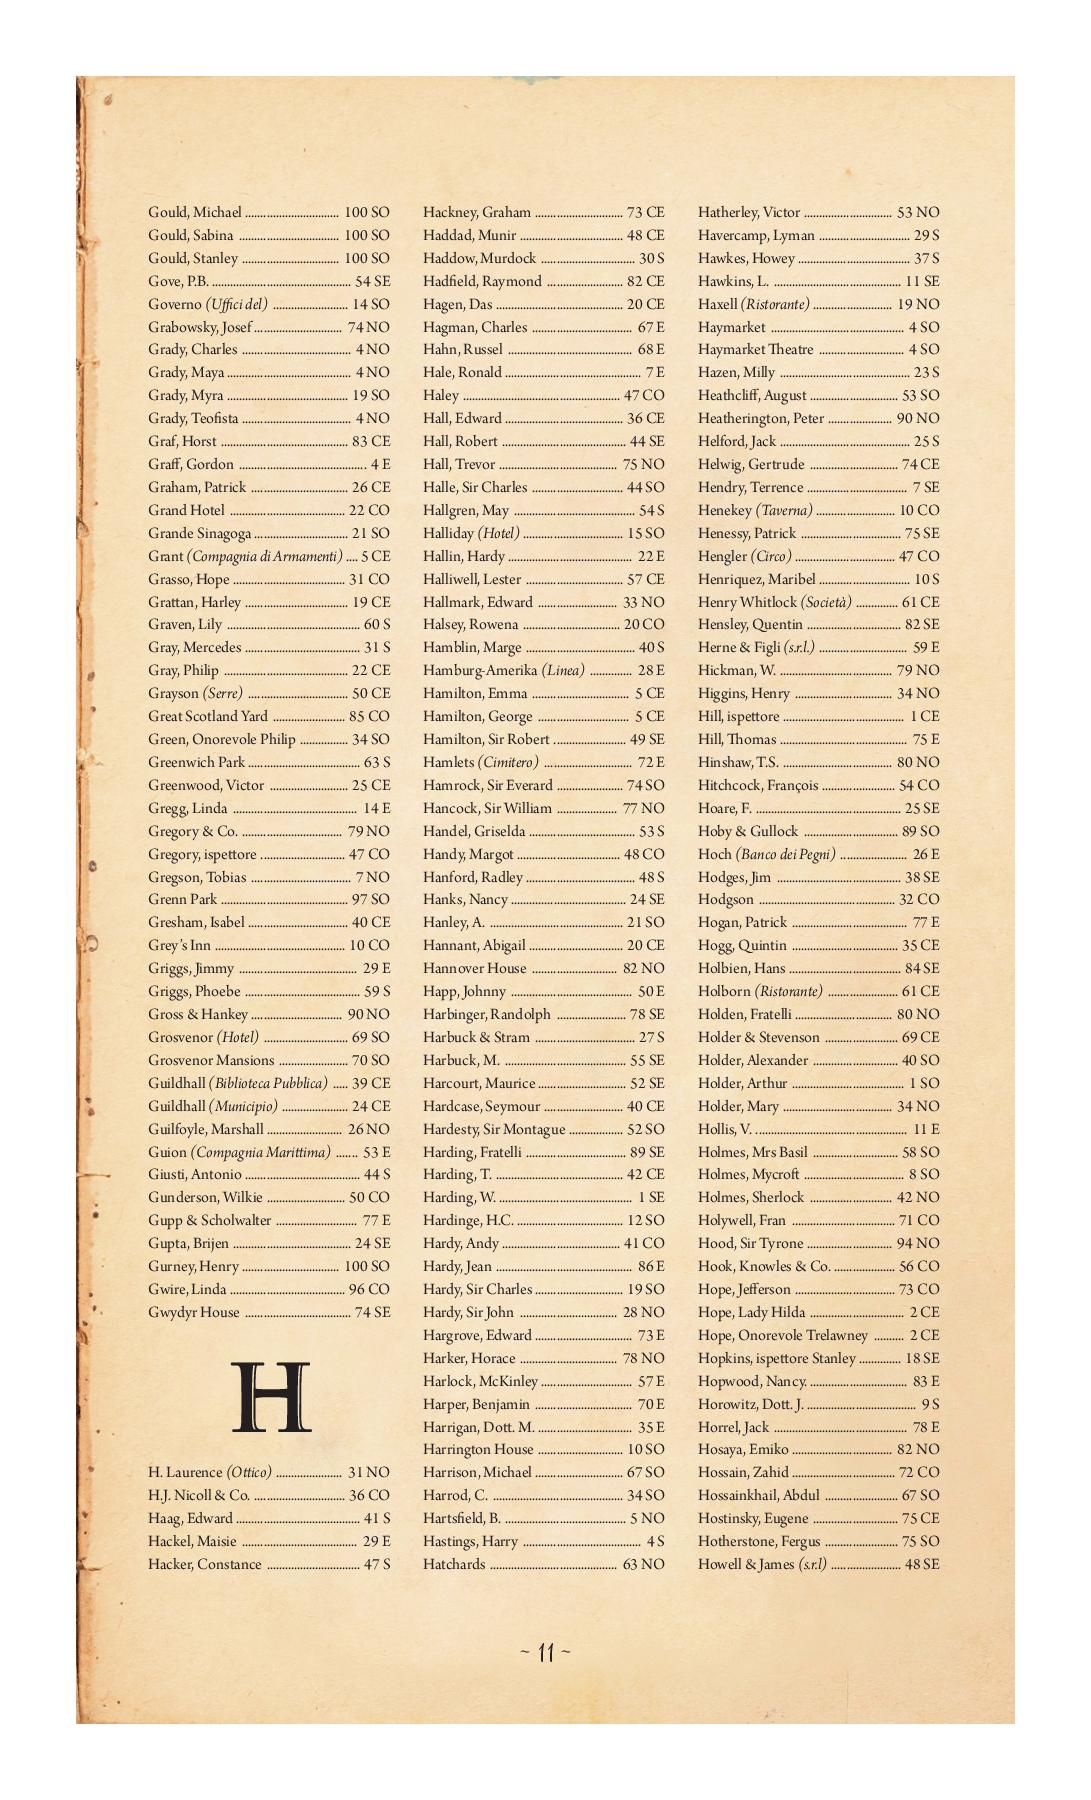 Gould, Michael ............................... 100 SO
Gould, Sabina ................................. 100 SO
Gould, Stanley ................................ 100 SO
Gove, P.B. .............................................. 54 SE
Governo (Uffici del) .......................... 14 SO
Grabowsky, Josef ............................. 74 NO
Grady, Charles .................................... 4 NO
Grady, Maya ......................................... 4 NO
Grady, Myra ...................................... 19 SO
Grady, Teofista .................................... 4 NO
Graf, Horst .......................................... 83 CE
Graff, Gordon .......................................... 4 E
Graham, Patrick ................................ 26 CE
Grand Hotel ...................................... 22 CO
Grande Sinagoga ............................... 21 SO
Grant (Compagnia di Armamenti) .... 5 CE
Grasso, Hope ..................................... 31 CO
Grattan, Harley .................................. 19 CE
Graven, Lily .......................................... 60 S
Gray, Mercedes .................................... 31 S
Gray, Philip ........................................ 22 CE
Grayson (Serre) ................................. 50 CE
Great Scotland Yard ........................ 85 CO
Green, Onorevole Philip ................ 34 SO
Greenwich Park ...................................... 63 S
Greenwood, Victor ........................... 25 CE
Gregg, Linda ......................................... 14 E
Gregory & Co. ................................. 79 NO
Gregory, ispettore ............................ 47 CO
Gregson, Tobias .................................. 7 NO
Grenn Park ......................................... 97 SO
Gresham, Isabel ................................ 40 CE
Grey’s Inn .......................................... 10 CO
Griggs, Jimmy ....................................... 29 E
Griggs, Phoebe ...................................... 59 S
Gross & Hankey .............................. 90 NO
Grosvenor (Hotel) ............................ 69 SO
Grosvenor Mansions ....................... 70 SO
Guildhall (Biblioteca Pubblica) ..... 39 CE
Guildhall (Municipio) ...................... 24 CE
Guilfoyle, Marshall ......................... 26 NO
Guion (Compagnia Marittima) ....... 53 E
Giusti, Antonio ..................................... 44 S
Gunderson, Wilkie ........................... 50 CO
Gupp & Scholwalter .......................... 77 E
Gupta, Brijen ...................................... 24 SE
Gurney, Henry .................................. 100 SO
Gwire, Linda ...................................... 96 CO
Gwydyr House .................................... 74 SE
H
H. Laurence (Ottico) ...................... 31 NO
H.J. Nicoll & Co. .............................. 36 CO
Haag, Edward ......................................... 41 S
Hackel, Maisie ...................................... 29 E
Hacker, Constance ............................... 47 S
Hackney, Graham ............................. 73 CE
Haddad, Munir .................................. 48 CE
Haddow, Murdock ............................... 30 S
Hadfield, Raymond .......................... 82 CE
Hagen, Das ......................................... 20 CE
Hagman, Charles .................................. 67 E
Hahn, Russel ......................................... 68 E
Hale, Ronald ............................................ 7 E
Haley ..................................................... 47 CO
Hall, Edward ...................................... 36 CE
Hall, Robert ......................................... 44 SE
Hall, Trevor ....................................... 75 NO
Halle, Sir Charles ............................... 44 SO
Hallgren, May ........................................ 54 S
Halliday (Hotel) .................................. 15 SO
Hallin, Hardy ......................................... 22 E
Halliwell, Lester ................................ 57 CE
Hallmark, Edward .......................... 33 NO
Halsey, Rowena ................................ 20 CO
Hamblin, Marge .................................... 40 S
Hamburg-Amerika (Linea) .............. 28 E
Hamilton, Emma ................................. 5 CE
Hamilton, George ............................... 5 CE
Hamilton, Sir Robert ........................ 49 SE
Hamlets (Cimitero) ............................. 72 E
Hamrock, Sir Everard ....................... 74 SO
Hancock, Sir William ..................... 77 NO
Handel, Griselda ................................... 53 S
Handy, Margot .................................. 48 CO
Hanford, Radley .................................... 48 S
Hanks, Nancy ..................................... 24 SE
Hanley, A. ............................................. 21 SO
Hannant, Abigail ............................... 20 CE
Hannover House .............................. 82 NO
Happ, Johnny ......................................... 50 E
Harbinger, Randolph ....................... 78 SE
Harbuck & Stram .................................. 27 S
Harbuck, M. ......................................... 55 SE
Harcourt, Maurice ............................. 52 SE
Hardcase, Seymour ........................... 40 CE
Hardesty, Sir Montague .................. 52 SO
Harding, Fratelli ................................. 89 SE
Harding, T. .......................................... 42 CE
Harding, W. ............................................. 1 SE
Hardinge, H.C. ................................... 12 SO
Hardy, Andy ....................................... 41 CO
Hardy, Jean ............................................. 86 E
Hardy, Sir Charles .............................. 19 SO
Hardy, Sir John ................................. 28 NO
Hargrove, Edward ................................ 73 E
Harker, Horace ................................. 78 NO
Harlock, McKinley .............................. 57 E
Harper, Benjamin ................................. 70 E
Harrigan, Dott. M. ............................... 35 E
Harrington House ............................. 10 SO
Harrison, Michael .............................. 67 SO
Harrod, C. ............................................ 34 SO
Hartsfield, B. ........................................ 5 NO
Hastings, Harry ........................................ 4 S
Hatchards .......................................... 63 NO
Hatherley, Victor ............................. 53 NO
Havercamp, Lyman .............................. 29 S
Hawkes, Howey ...................................... 37 S
Hawkins, L. .......................................... 11 SE
Haxell (Ristorante) .......................... 19 NO
Haymarket ............................................. 4 SO
Haymarket Theatre ............................ 4 SO
Hazen, Milly ............................................ 23 S
Heathcliff, August ............................... 53 SO
Heatherington, Peter ..................... 90 NO
Helford, Jack ............................................ 25 S
Helwig, Gertrude ............................. 74 CE
Hendry, Terrence ................................. 7 SE
Henekey (Taverna) .......................... 10 CO
Henessy, Patrick .................................. 75 SE
Hengler (Circo) ................................. 47 CO
Henriquez, Maribel ............................... 10 S
Henry Whitlock (Società) .............. 61 CE
Hensley, Quentin ............................... 82 SE
Herne & Figli (s.r.l.) ................................ 59 E
Hickman, W. ..................................... 79 NO
Higgins, Henry ................................ 34 NO
Hill, ispettore ......................................... 1 CE
Hill, Thomas .......................................... 75 E
Hinshaw, T.S. .................................... 80 NO
Hitchcock, François ........................ 54 CO
Hoare, F. ................................................ 25 SE
Hoby & Gullock ................................ 89 SO
Hoch (Banco dei Pegni) ...................... 26 E
Hodges, Jim ........................................ 38 SE
Hodgson ............................................. 32 CO
Hogan, Patrick ....................................... 77 E
Hogg, Quintin ................................... 35 CE
Holbien, Hans .................................... 84 SE
Holborn (Ristorante) ....................... 61 CE
Holden, Fratelli ................................ 80 NO
Holder & Stevenson ......................... 69 CE
Holder, Alexander ............................ 40 SO
Holder, Arthur ...................................... 1 SO
Holder, Mary ................................... 34 NO
Hollis, V. .................................................. 11 E
Holmes, Mrs Basil ............................. 58 SO
Holmes, Mycroft .................................. 8 SO
Holmes, Sherlock ............................ 42 NO
Holywell, Fran .................................. 71 CO
Hood, Sir Tyrone ............................. 94 NO
Hook, Knowles & Co. .................... 56 CO
Hope, Jefferson ................................. 73 CO
Hope, Lady Hilda ................................ 2 CE
Hope, Onorevole Trelawney ......... 2 CE
Hopkins, ispettore Stanley ............. 18 SE
Hopwood, Nancy. ................................ 83 E
Horowitz, Dott. J. .................................... 9 S
Horrel, Jack ............................................. 78 E
Hosaya, Emiko ................................. 82 NO
Hossain, Zahid .................................. 72 CO
Hossainkhail, Abdul ......................... 67 SO
Hostinsky, Eugene ............................ 75 CE
Hotherstone, Fergus ......................... 75 SO
Howell & James (s.r.l) ....................... 48 SE
~ 11 ~